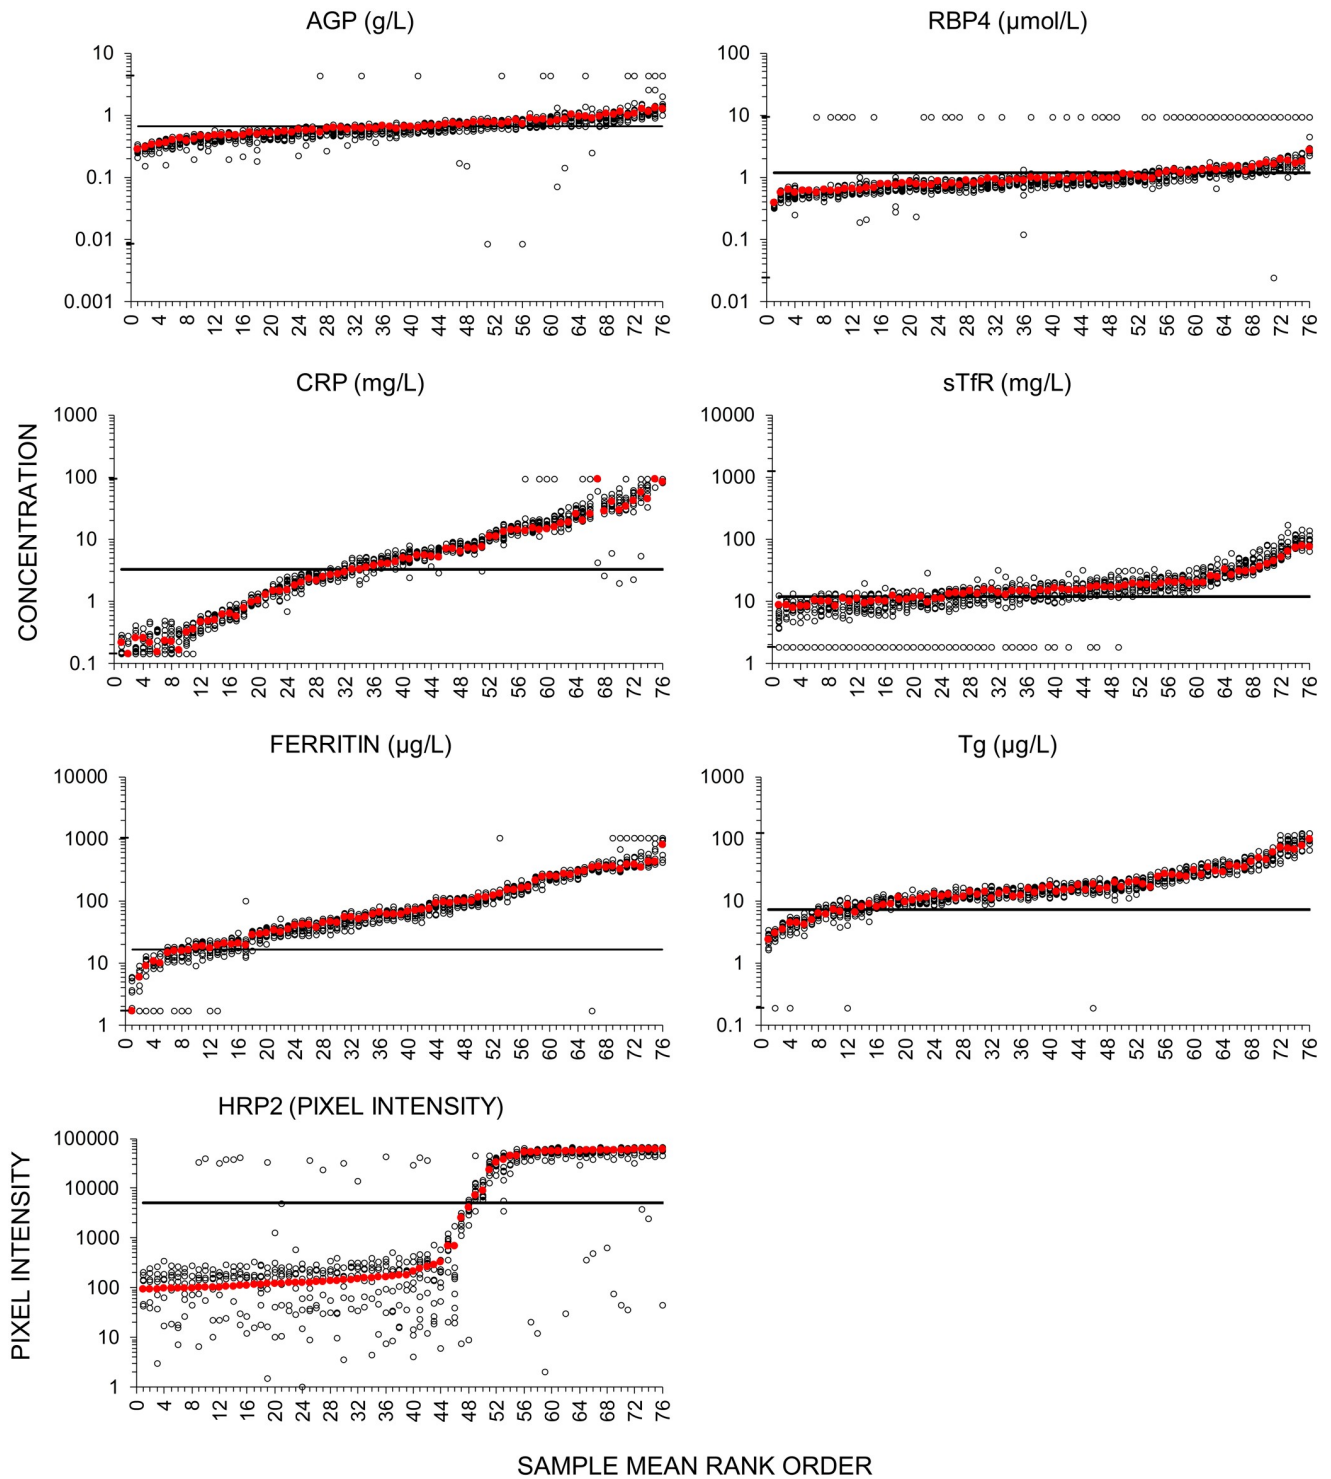 AGP (g/L)
10
1
0.1
0.01
0.001
0 4 8 12 16 20 24 28 32 36 40 44 48 52 56 60 64 68 72 76
RBP4 (µmol/L)
100
10
1
0.1
0.01
0 4 8 12 16 20 24 28 32 36 40 44 48 52 56 60 64 68 72 76
CONCENTRATION
CRP (mg/L)
1000
100
10
1
0.1
0 4 8 12 16 20 24 28 32 36 40 44 48 52 56 60 64 68 72 76
sTfR (mg/L)
10000
1000
100
10
1
0 4 8 12 16 20 24 28 32 36 40 44 48 52 56 60 64 68 72 76
FERRITIN (µg/L)
10000
1000
100
10
1
0 4 8 12 16 20 24 28 32 36 40 44 48 52 56 60 64 68 72 76
Tg (µg/L)
1000
100
10
1
0.1
0 4 8 12 16 20 24 28 32 36 40 44 48 52 56 60 64 68 72 76
PIXEL INTENSITY
HRP2 (PIXEL INTENSITY)
100000
10000
1000
100
10
1
0 4 8 12 16 20 24 28 32 36 40 44 48 52 56 60 64 68 72 76
SAMPLE MEAN RANK ORDER